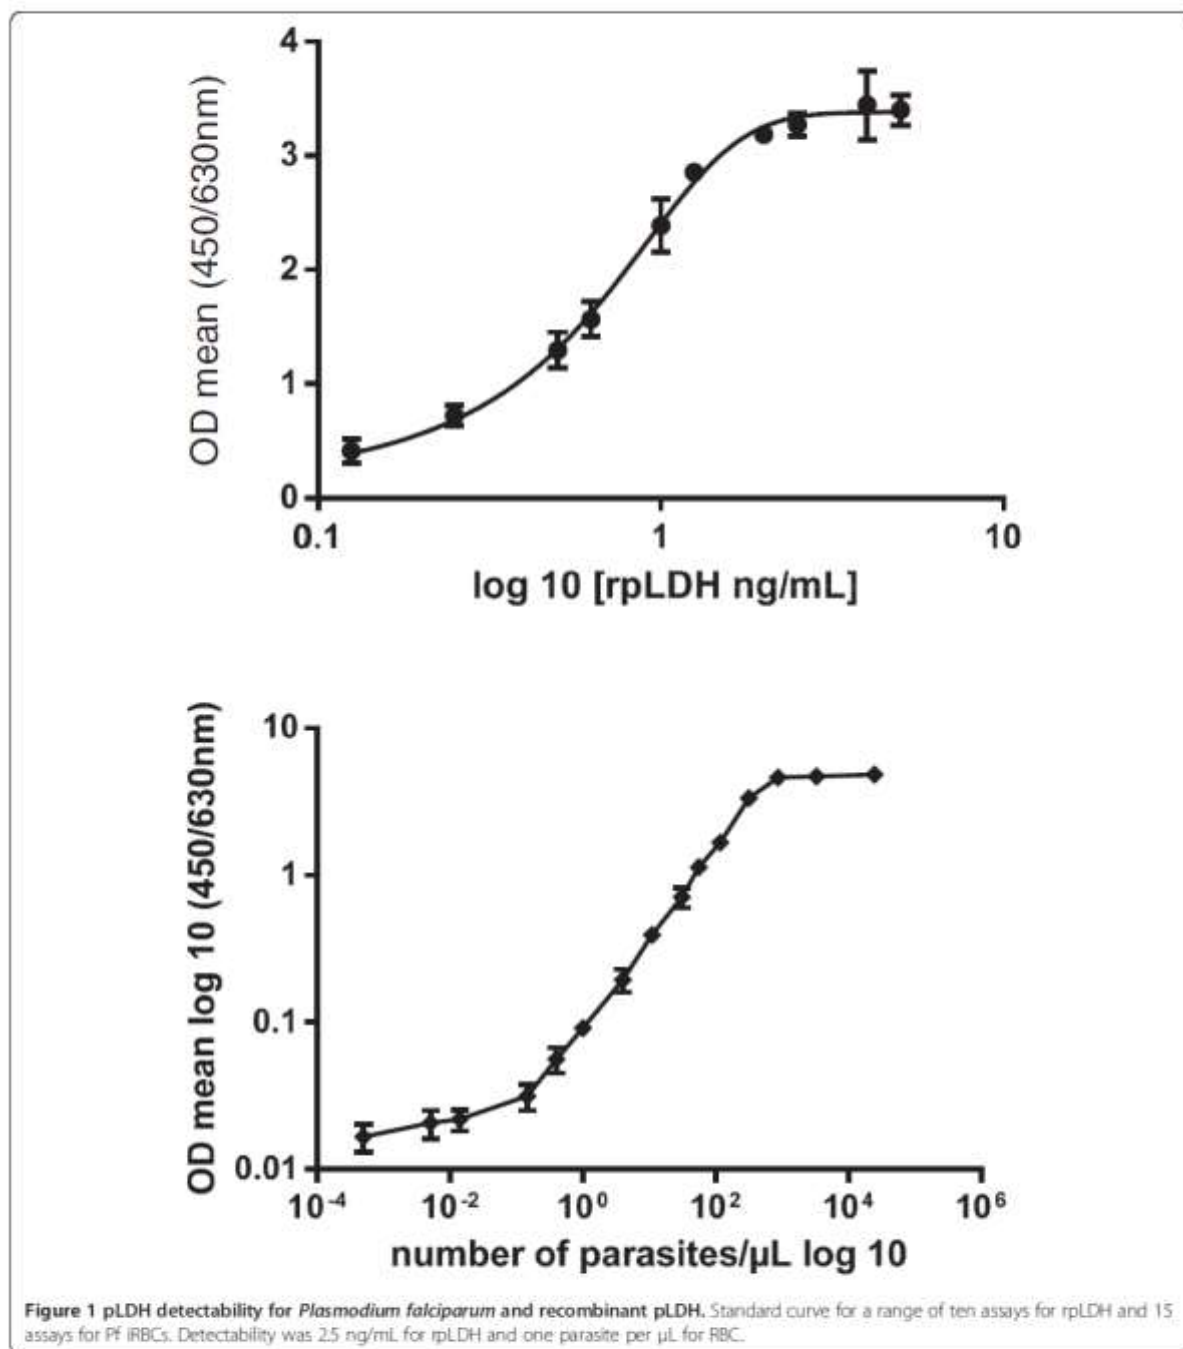 4
3
2
1
0
OD mean (450/630nm)
0.1 1 10
log 10 [rpLDH ng/mL]
10
1
0.1
0.01
OD mean log 10 (450/630nm)
10⁻⁴ 10⁻² 10⁰ 10² 10⁴ 10⁶
number of parasites/µL log 10
Figure 1 pLDH detectability for Plasmodium falciparum and recombinant pLDH. Standard curve for a range of ten assays for rpLDH and 15
assays for Pf iRBCs. Detectability was 25 ng/mL for rpLDH and one parasite per µL for RBC.